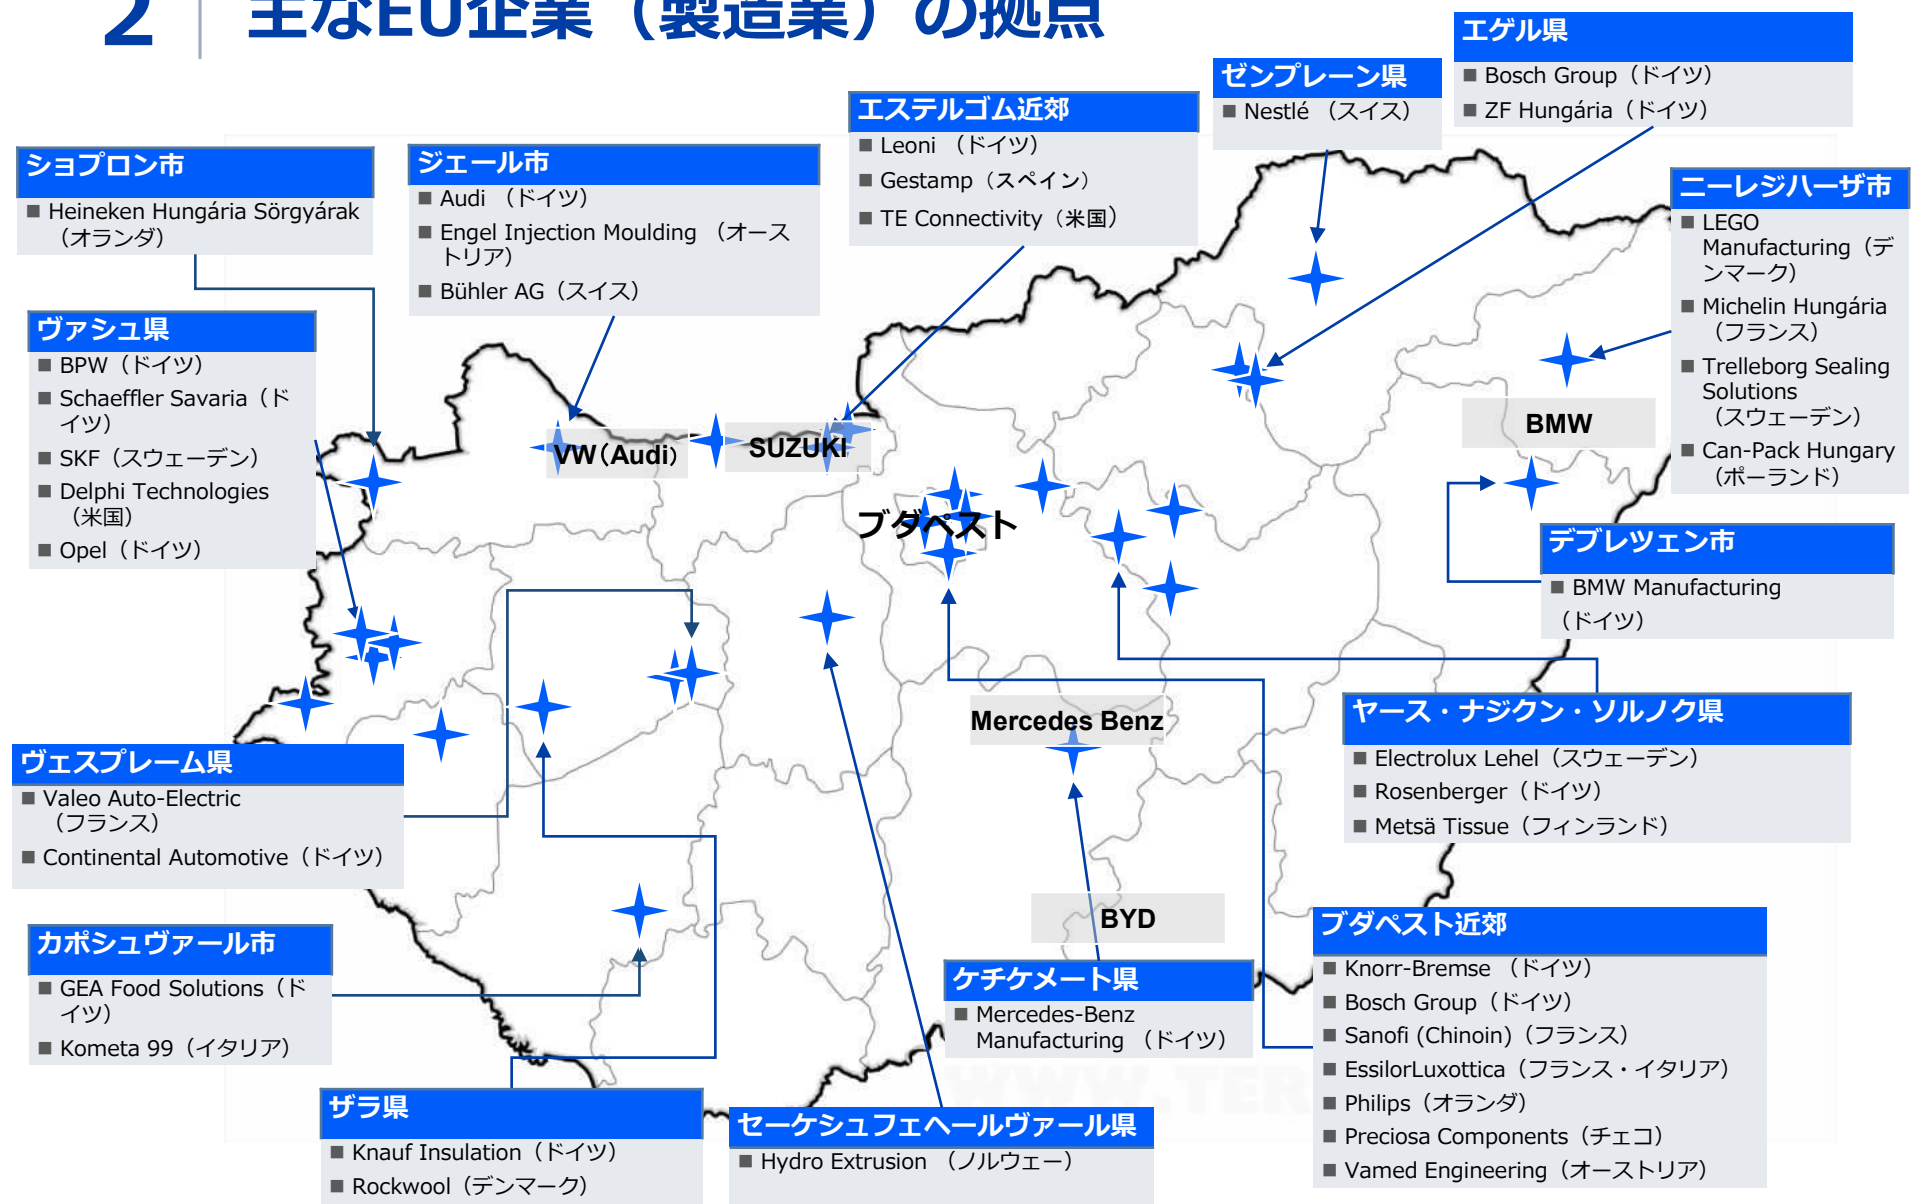 2
主なEU企業（製造業）の拠点
エゲル県
■ Bosch Group（ドイツ）
■ ZF Hungária（ドイツ）
ゼンプレーン県
■ Nestlé （スイス）
エステルゴム近郊
■ Leoni （ドイツ）
■ Gestamp（スペイン）
■ TE Connectivity（米国）
ショプロン市
■ Heineken Hungária Sörgyárak
（オランダ）
ジェール市
■ Audi （ドイツ）
■ Engel Injection Moulding （オース
トリア）
■ Bühler AG（スイス）
ニーレジハーザ市
■ LEGO
Manufacturing（デ
ンマーク）
■ Michelin Hungária
（フランス）
■ Trelleborg Sealing
Solutions
（スウェーデン）
■ Can-Pack Hungary
（ポーランド）
ヴァシュ県
■ BPW（ドイツ）
■ Schaeffler Savaria（ド
イツ）
■ SKF（スウェーデン）
■ Delphi Technologies
（米国）
■ Opel（ドイツ）
VW（Audi）
SUZUKI
BMW
ブダペスト
デブレツェン市
■ BMW Manufacturing
（ドイツ）
Mercedes Benz
ヤース・ナジクン・ソルノク県
■ Electrolux Lehel（スウェーデン）
■ Rosenberger（ドイツ）
■ Metsä Tissue（フィンランド）
ヴェスプレーム県
■ Valeo Auto-Electric
（フランス）
■ Continental Automotive（ドイツ）
BYD
カポシュヴァール市
■ GEA Food Solutions（ド
イツ）
■ Kometa 99（イタリア）
ケチケメート県
■ Mercedes-Benz
Manufacturing （ドイツ）
ブダペスト近郊
■ Knorr-Bremse （ドイツ）
■ Bosch Group（ドイツ）
■ Sanofi (Chinoin)（フランス）
■ EssilorLuxottica（フランス・イタリア）
■ Philips（オランダ）
■ Preciosa Components（チェコ）
■ Vamed Engineering（オーストリア）
ザラ県
■ Knauf Insulation（ドイツ）
■ Rockwool（デンマーク）
セーケシュフェヘールヴァール県
■ Hydro Extrusion （ノルウェー）
WWW.TER